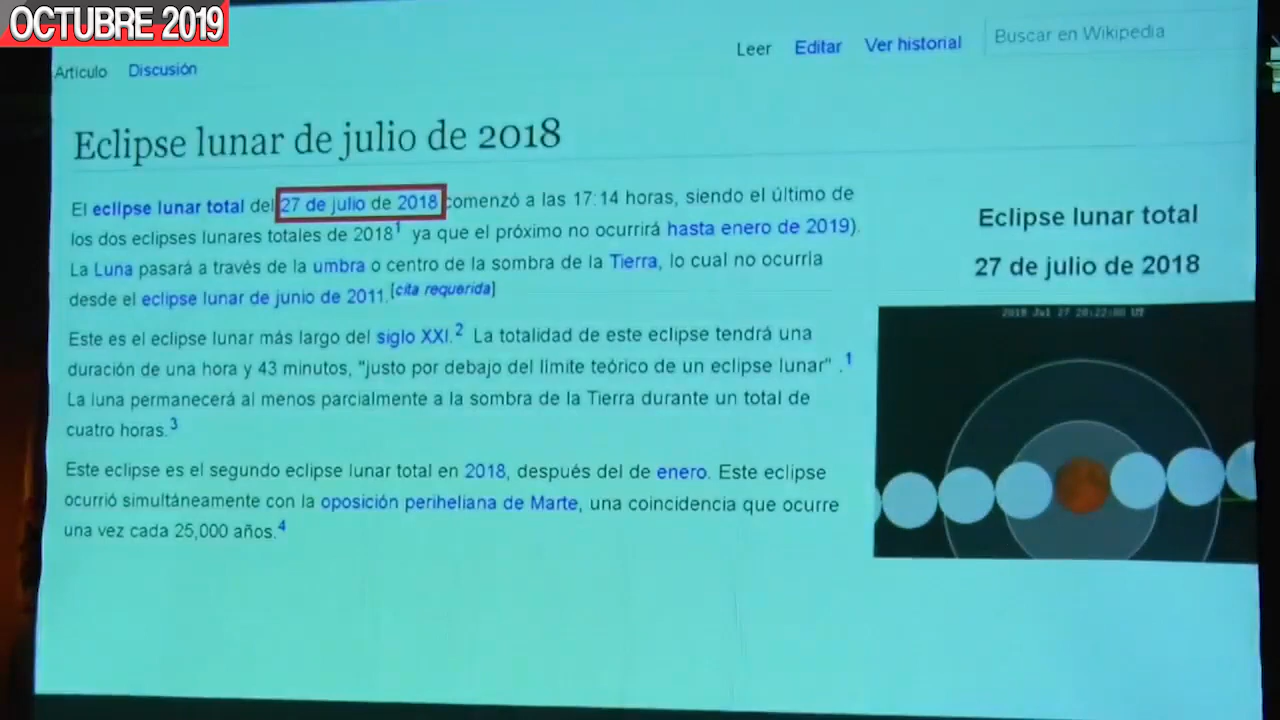 OCTUBRE 2019
Artículo Discusión
Leer Editar Ver historial
Buscar en Wikipedia
Eclipse lunar de julio de 2018
El eclipse lunar total del 27 de julio de 2018 comenzó a las 17:14 horas, siendo el último de
los dos eclipses lunares totales de 2018¹ ya que el próximo no ocurrirá hasta enero de 2019).
La Luna pasará a través de la umbra o centro de la sombra de la Tierra, lo cual no ocurría
desde el eclipse lunar de junio de 2011.[cita requerida]
Este es el eclipse lunar más largo del siglo XXI.² La totalidad de este eclipse tendrá una
duración de una hora y 43 minutos, "justo por debajo del límite teórico de un eclipse lunar" .¹
La luna permanecerá al menos parcialmente a la sombra de la Tierra durante un total de
cuatro horas.³
Este eclipse es el segundo eclipse lunar total en 2018, después del de enero. Este eclipse
ocurrió simultáneamente con la oposición periheliana de Marte, una coincidencia que ocurre
una vez cada 25,000 años.⁴
Eclipse lunar total
27 de julio de 2018
2018 Jul 27 20:22:00 UT